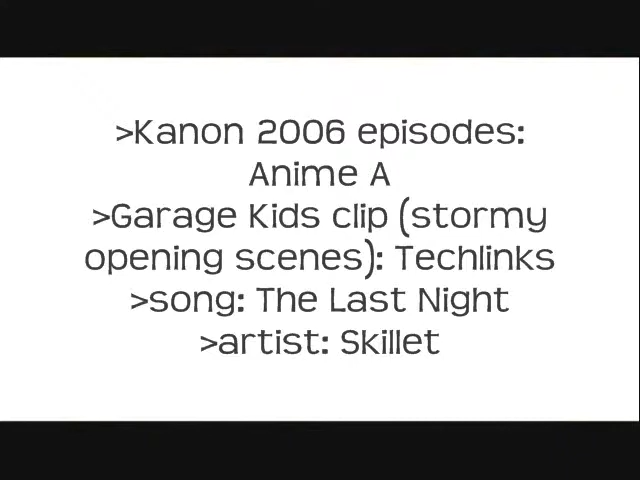 >Kanon 2006 episodes:
Anime A
>Garage Kids clip (stormy
opening scenes): Techlinks
>song: The Last Night
>artist: Skillet